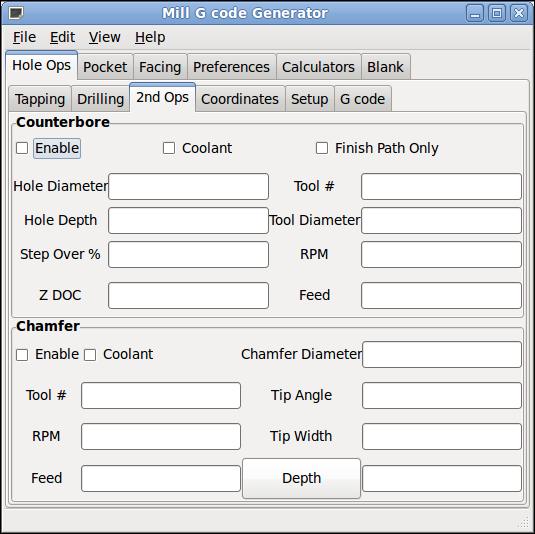 Mill G code Generator
File Edit View Help
Hole Ops Pocket Facing Preferences Calculators Blank
Tapping Drilling 2nd Ops Coordinates Setup G code
Counterbore
Enable Coolant Finish Path Only
Hole Diameter Tool #
Hole Depth Tool Diameter
Step Over % RPM
Z DOC Feed
Chamfer
Enable Coolant Chamfer Diameter
Tool # Tip Angle
RPM Tip Width
Feed Depth